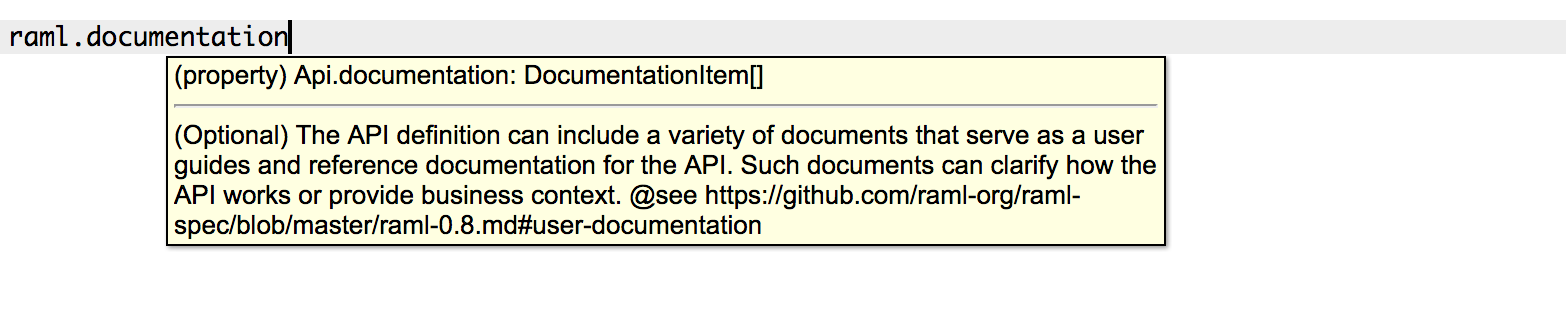 raml.documentation
(property) Api.documentation: DocumentationItem[]
(Optional) The API definition can include a variety of documents that serve as a user
guides and reference documentation for the API. Such documents can clarify how the
API works or provide business context. @see https://github.com/raml-org/raml-
spec/blob/master/raml-0.8.md#user-documentation